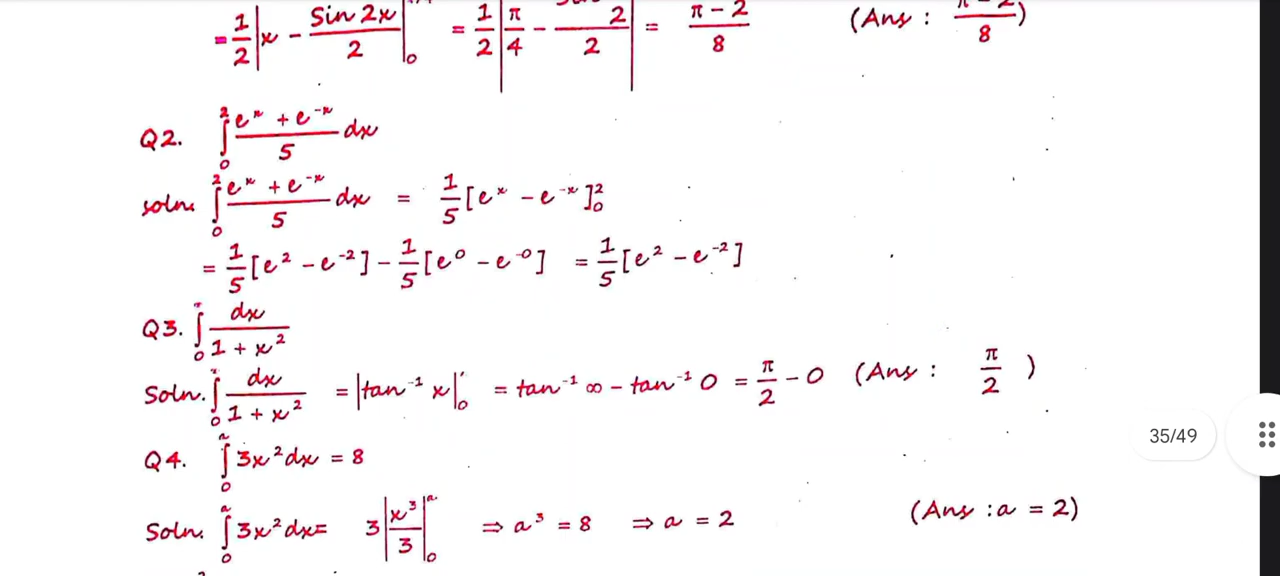 = 1/2 |x - Sin 2x / 2|₀ = 1/2 |π/4 - 2/2| = π - 2 / 8 (Ans : π - 2 / 8)
Q2. ∫₀² eˣ + e⁻ˣ / 5 dx
soln. ∫₀² eˣ + e⁻ˣ / 5 dx = 1/5 [eˣ - e⁻ˣ]₀²
= 1/5 [e² - e⁻²] - 1/5 [e⁰ - e⁻⁰] = 1/5 [e² - e⁻²]
Q3. ∫₀ dx / 1 + x²
Soln. ∫₀ dx / 1 + x² = |tan⁻¹ x|₀ = tan⁻¹ ∞ - tan⁻¹ 0 = π/2 - 0 (Ans : π/2 )
35/49
Q4. ∫₀ᵃ 3x² dx = 8
Soln. ∫₀ᵃ 3x² dx = 3 |x³/3|₀ᵃ ⇒ a³ = 8 ⇒ a = 2 (Ans : a = 2)